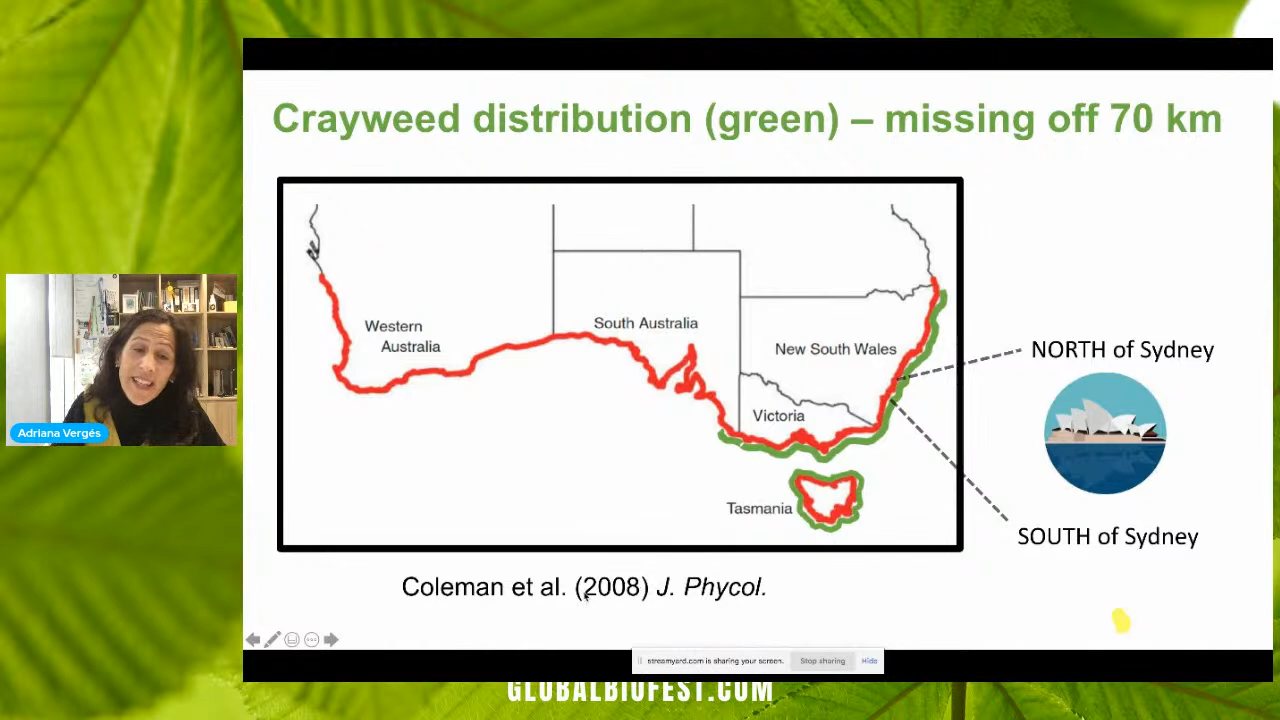 Crayweed distribution (green) – missing off 70 km
Western
Australia
South Australia
New South Wales
Victoria
Tasmania
NORTH of Sydney
SOUTH of Sydney
Coleman et al. (2008) J. Phycol.
Adriana Vergés
streamyard.com is sharing your screen.
Stop sharing
Hide
GLOBALBIOFEST.COM